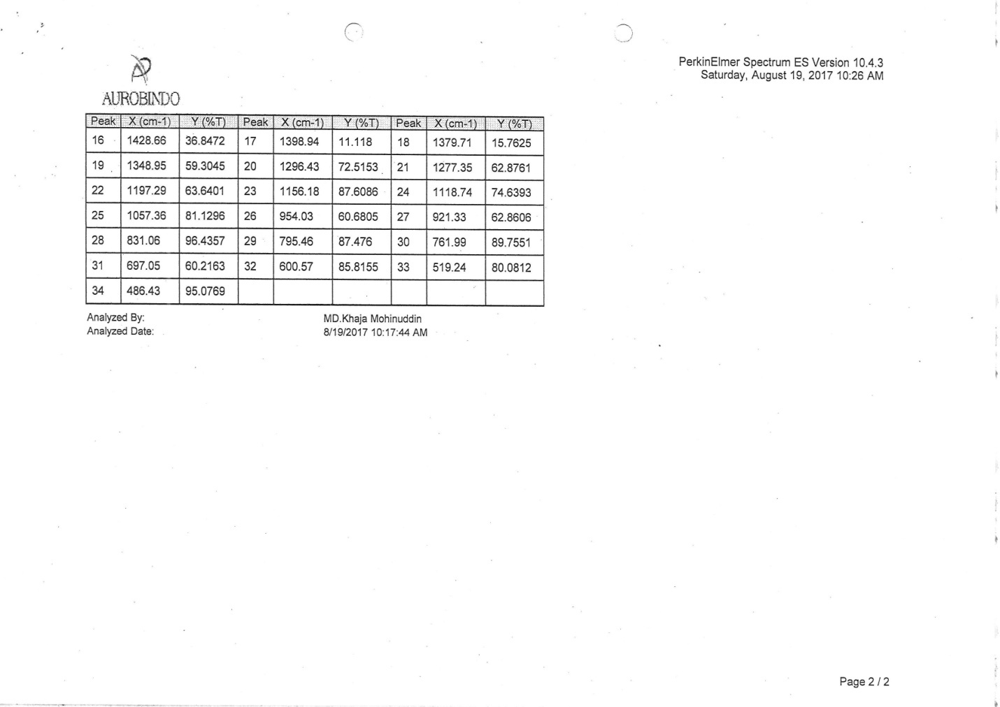 PerkinElmer Spectrum ES Version 10.4.3
Saturday, August 19, 2017 10:26 AM
AUROBINDO
Peak X (cm-1) Y (%T) Peak X (cm-1) Y (%T) Peak X (cm-1) Y (%T)
16 1428.66 36.8472 17 1398.94 11.118 18 1379.71 15.7625
19 1348.95 59.3045 20 1296.43 72.5153 21 1277.35 62.8761
22 1197.29 63.6401 23 1156.18 87.6086 24 1118.74 74.6393
25 1057.36 81.1296 26 954.03 60.6805 27 921.33 62.8606
28 831.06 96.4357 29 795.46 87.476 30 761.99 89.7551
31 697.05 60.2163 32 600.57 85.8155 33 519.24 80.0812
34 486.43 95.0769
Analyzed By: MD.Khaja Mohinuddin
Analyzed Date: 8/19/2017 10:17:44 AM
Page 2 / 2